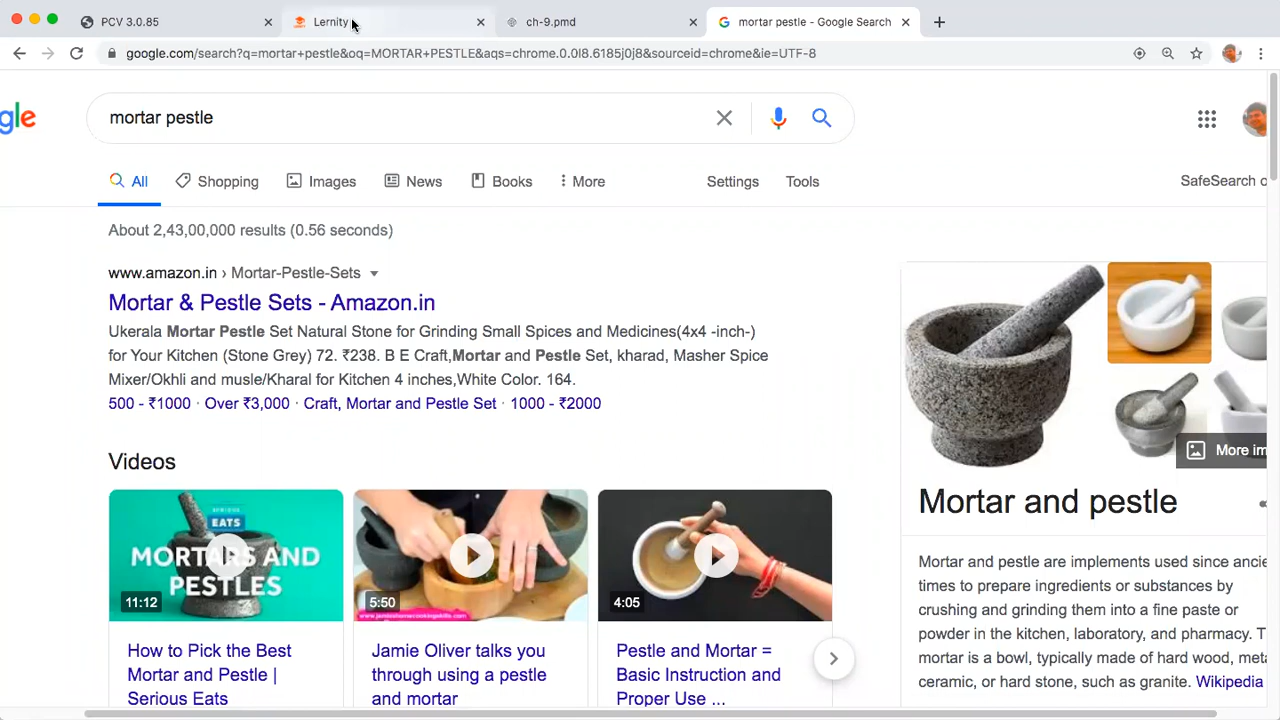 PCV 3.0.85
Lernity
ch-9.pmd
mortar pestle - Google Search
google.com/search?q=mortar+pestle&oq=MORTAR+PESTLE&aqs=chrome.0.0l8.6185j0j8&sourceid=chrome&ie=UTF-8
gle
mortar pestle
All
Shopping
Images
News
Books
More
Settings
Tools
SafeSearch o
About 2,43,00,000 results (0.56 seconds)
www.amazon.in › Mortar-Pestle-Sets
Mortar & Pestle Sets - Amazon.in
Ukerala Mortar Pestle Set Natural Stone for Grinding Small Spices and Medicines(4x4 -inch-)
for Your Kitchen (Stone Grey) 72. ₹238. B E Craft,Mortar and Pestle Set, kharad, Masher Spice
Mixer/Okhli and musle/Kharal for Kitchen 4 inches,White Color. 164.
500 - ₹1000 · Over ₹3,000 · Craft, Mortar and Pestle Set · 1000 - ₹2000
Videos
SERIOUS
EATS
MORTARS AND
PESTLES
11:12
How to Pick the Best
Mortar and Pestle |
Serious Eats
5:50
www.jamieshomecookingskills.com
Jamie Oliver talks you
through using a pestle
and mortar
4:05
Pestle and Mortar =
Basic Instruction and
Proper Use ...
More im
Mortar and pestle
Mortar and pestle are implements used since ancie
times to prepare ingredients or substances by
crushing and grinding them into a fine paste or
powder in the kitchen, laboratory, and pharmacy. T
mortar is a bowl, typically made of hard wood, meta
ceramic, or hard stone, such as granite. Wikipedia